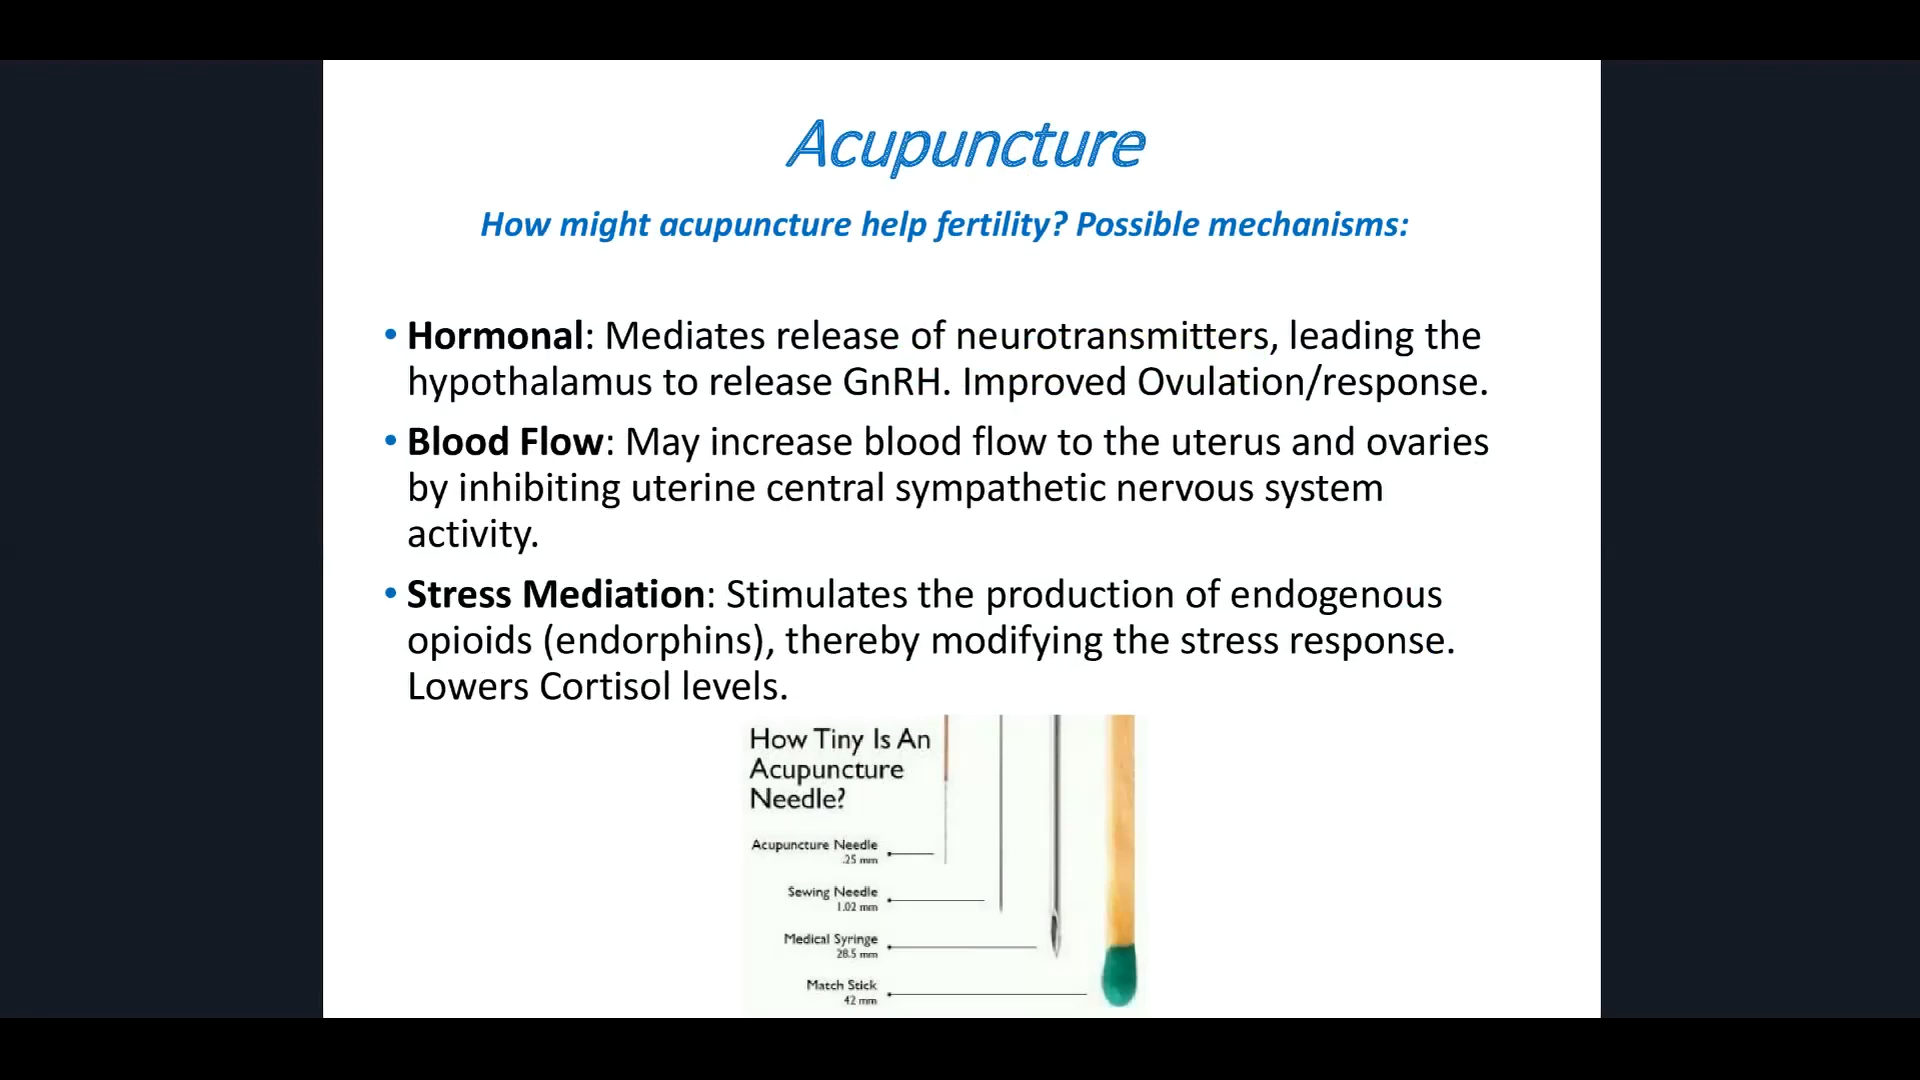 Acupuncture
How might acupuncture help fertility? Possible mechanisms:
• Hormonal: Mediates release of neurotransmitters, leading the
hypothalamus to release GnRH. Improved Ovulation/response.
• Blood Flow: May increase blood flow to the uterus and ovaries
by inhibiting uterine central sympathetic nervous system
activity.
• Stress Mediation: Stimulates the production of endogenous
opioids (endorphins), thereby modifying the stress response.
Lowers Cortisol levels.
How Tiny Is An
Acupuncture
Needle?
Acupuncture Needle
.25 mm
Sewing Needle
1.02 mm
Medical Syringe
28.5 mm
Match Stick
42 mm